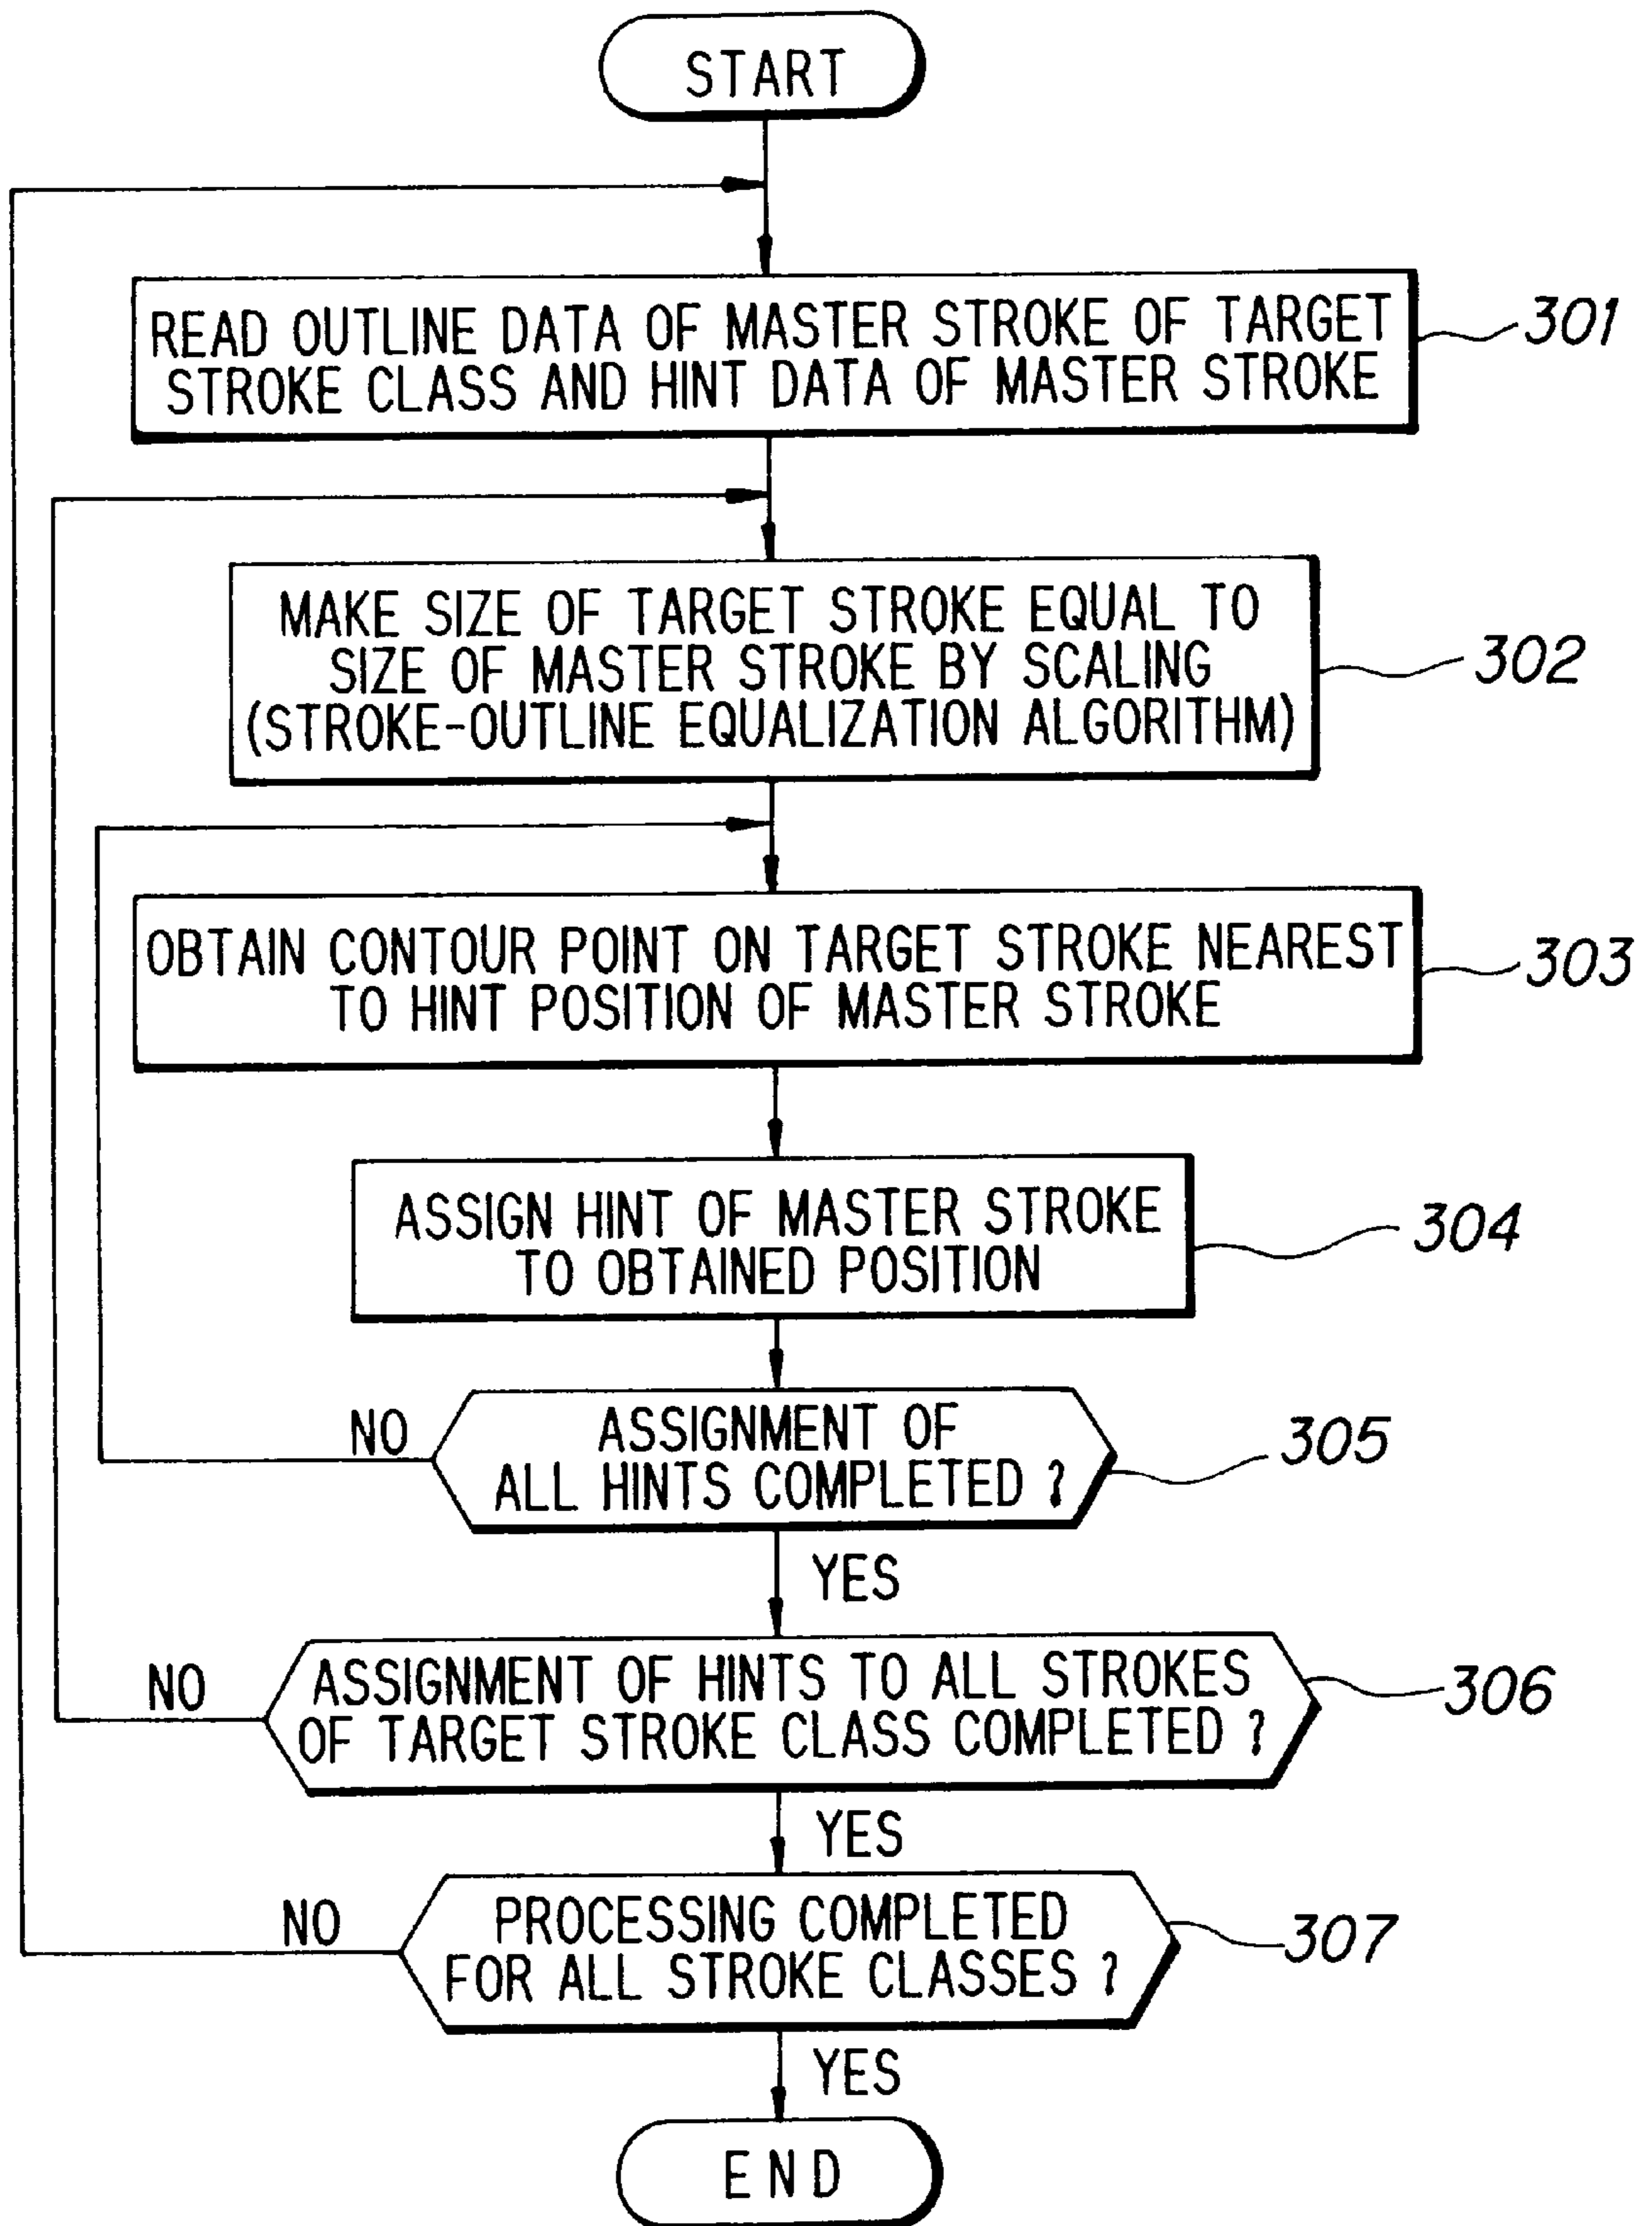 START
READ OUTLINE DATA OF MASTER STROKE OF TARGET
STROKE CLASS AND HINT DATA OF MASTER STROKE
301
MAKE SIZE OF TARGET STROKE EQUAL TO
SIZE OF MASTER STROKE BY SCALING
(STROKE-OUTLINE EQUALIZATION ALGORITHM)
302
OBTAIN CONTOUR POINT ON TARGET STROKE NEAREST
TO HINT POSITION OF MASTER STROKE
303
ASSIGN HINT OF MASTER STROKE
TO OBTAINED POSITION
304
NO
ASSIGNMENT OF
ALL HINTS COMPLETED ?
305
YES
NO
ASSIGNMENT OF HINTS TO ALL STROKES
OF TARGET STROKE CLASS COMPLETED ?
306
YES
NO
PROCESSING COMPLETED
FOR ALL STROKE CLASSES ?
307
YES
END